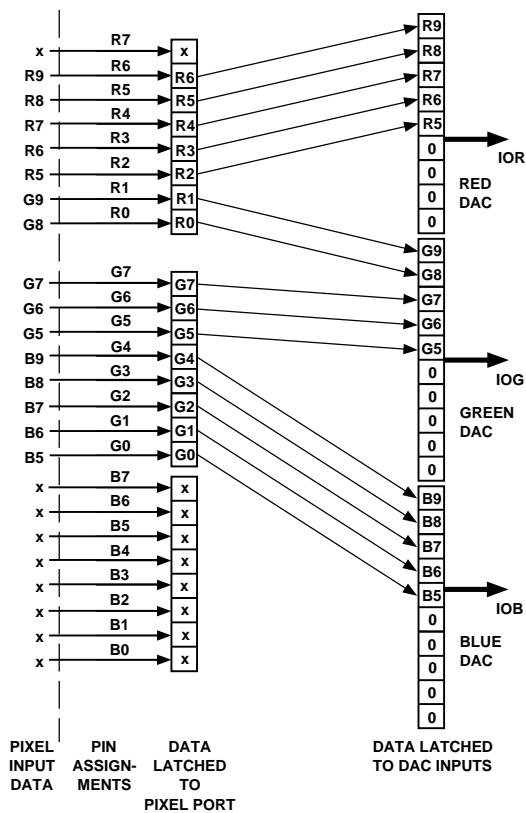 x R7 x
R9 R6 R6
R8 R5 R5
R7 R4 R4
R6 R3 R3
R5 R2 R2
G9 R1 R1
G8 R0 R0
G7 G7 G7
G6 G6 G6
G5 G5 G5
B9 G4 G4
B8 G3 G3
B7 G2 G2
B6 G1 G1
B5 G0 G0
x B7 x
x B6 x
x B5 x
x B4 x
x B3 x
x B2 x
x B1 x
x B0 x
R9
R8
R7
R6
R5
0
0
0
0
IOR
RED
DAC
G9
G8
G7
G6
G5
0
0
0
0
0
IOG
GREEN
DAC
B9
B8
B7
B6
B5
0
0
0
0
0
IOB
BLUE
DAC
PIXEL
INPUT
DATA
PIN
ASSIGN-
MENTS
DATA
LATCHED
TO
PIXEL PORT
DATA LATCHED
TO DAC INPUTS